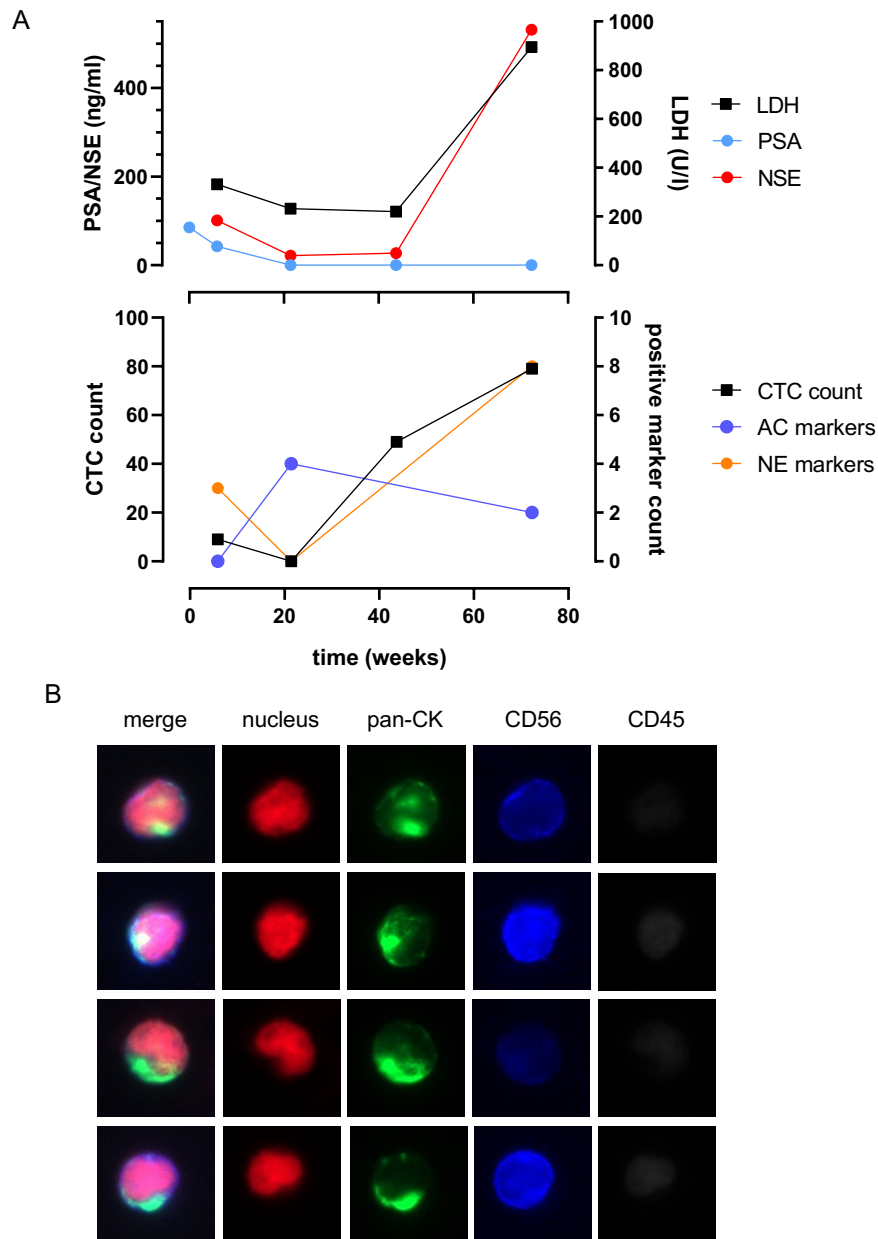 A
PSA/NSE (ng/ml)
400
200
0
1000
800
600
400
200
0
LDH (U/l)
LDH
PSA
NSE
CTC count
100
80
60
40
20
0
10
8
6
4
2
0
positive marker count
CTC count
AC markers
NE markers
0 20 40 60 80
time (weeks)
B
merge nucleus pan-CK CD56 CD45